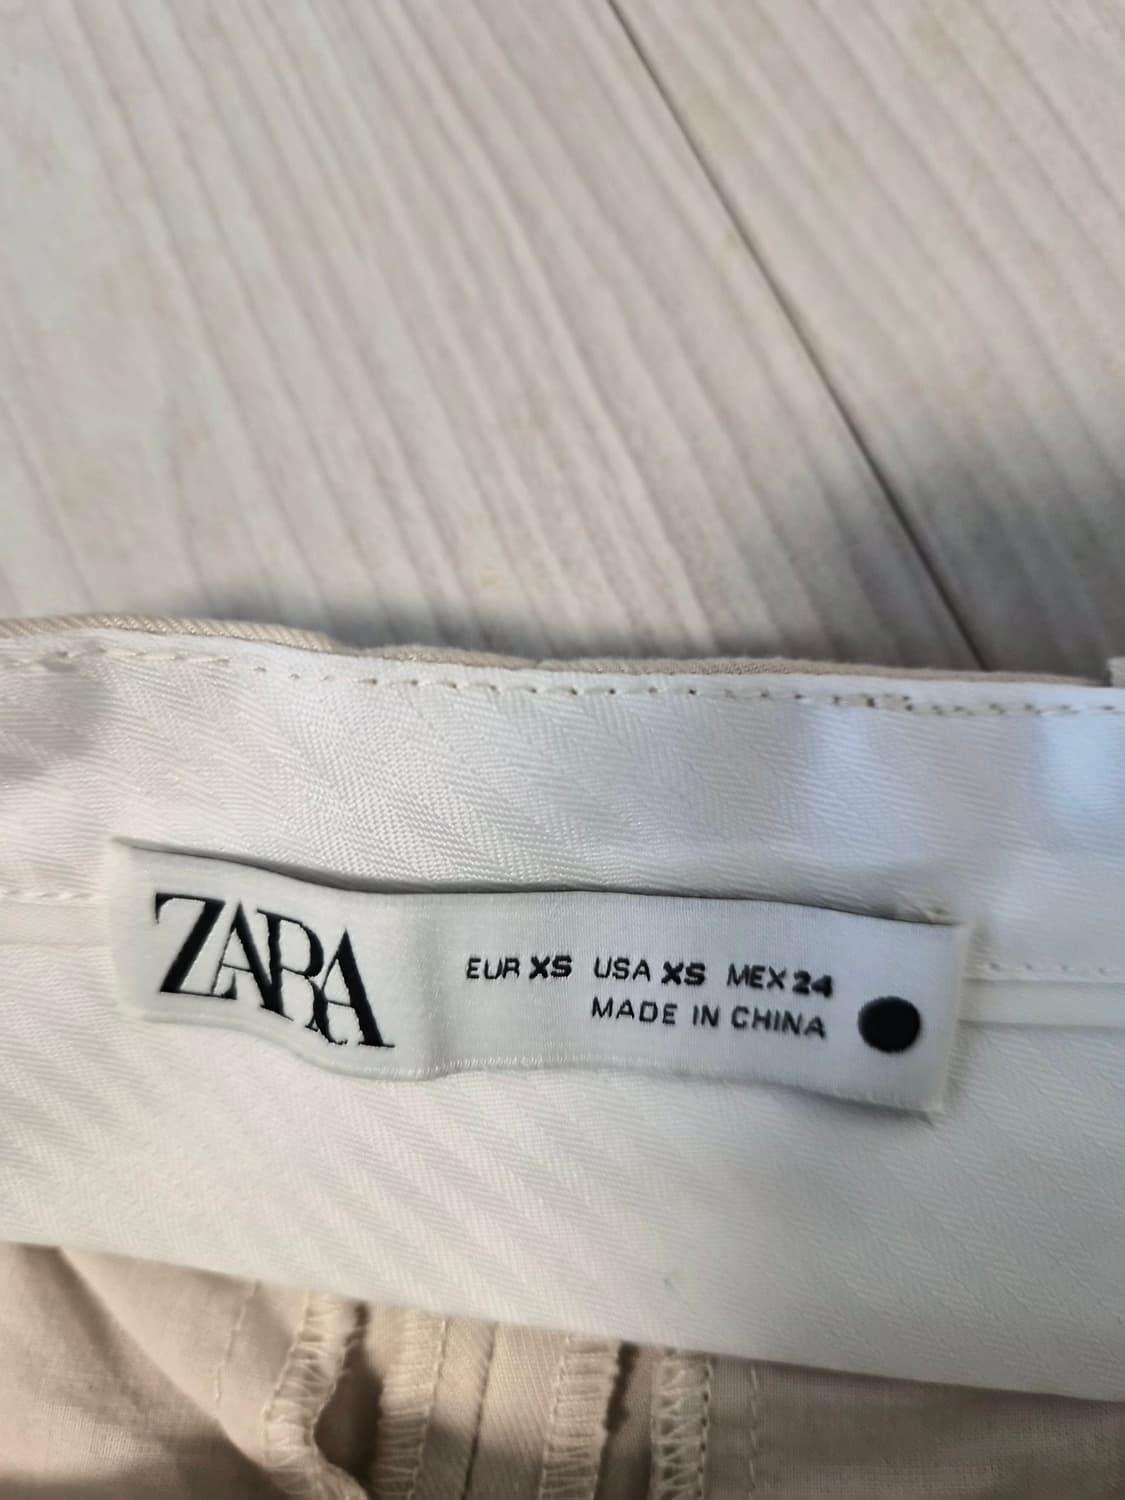 ZARA
EUR XS USA XS MEX 24
MADE IN CHINA